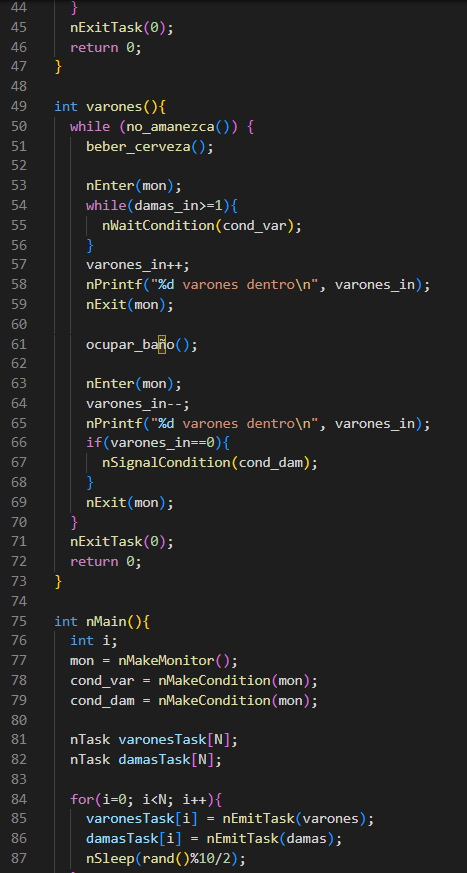 44     }
45     nExitTask(0);
46     return 0;
47   }
48
49   int varones(){
50     while (no_amanezca()) {
51       beber_cerveza();
52
53       nEnter(mon);
54       while(damas_in>=1){
55         nWaitCondition(cond_var);
56       }
57       varones_in++;
58       nPrintf("%d varones dentro\n", varones_in);
59       nExit(mon);
60
61       ocupar_baño();
62
63       nEnter(mon);
64       varones_in--;
65       nPrintf("%d varones dentro\n", varones_in);
66       if(varones_in==0){
67         nSignalCondition(cond_dam);
68       }
69       nExit(mon);
70     }
71     nExitTask(0);
72     return 0;
73   }
74
75   int nMain(){
76     int i;
77     mon = nMakeMonitor();
78     cond_var = nMakeCondition(mon);
79     cond_dam = nMakeCondition(mon);
80
81     nTask varonesTask[N];
82     nTask damasTask[N];
83
84     for(i=0; i<N; i++){
85       varonesTask[i] = nEmitTask(varones);
86       damasTask[i] = nEmitTask(damas);
87       nSleep(rand()%10/2);